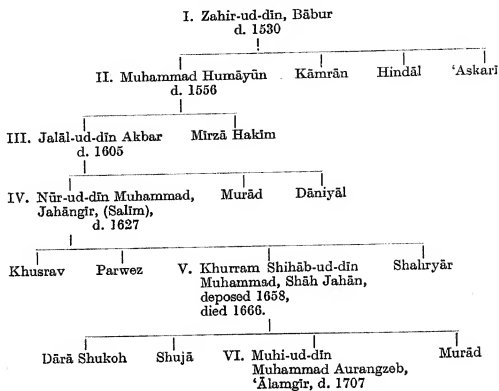 I. Zahir-ud-dīn, Bābur
d. 1530
II. Muhammad Humāyūn Kāmrān Hindāl ‘Askarī
d. 1556
III. Jalāl-ud-dīn Akbar Mīrzā Hakīm
d. 1605
IV. Nūr-ud-dīn Muhammad, Murād Dāniyāl
Jahāngīr, (Salīm),
d. 1627
Khusrav Parwez V. Khurram Shihāb-ud-dīn Shahryār
Muhammad, Shāh Jahān,
deposed 1658,
died 1666.
Dārā Shukoh Shujā VI. Muhi-ud-dīn Murād
Muhammad Aurangzeb,
‘Ālamgīr, d. 1707